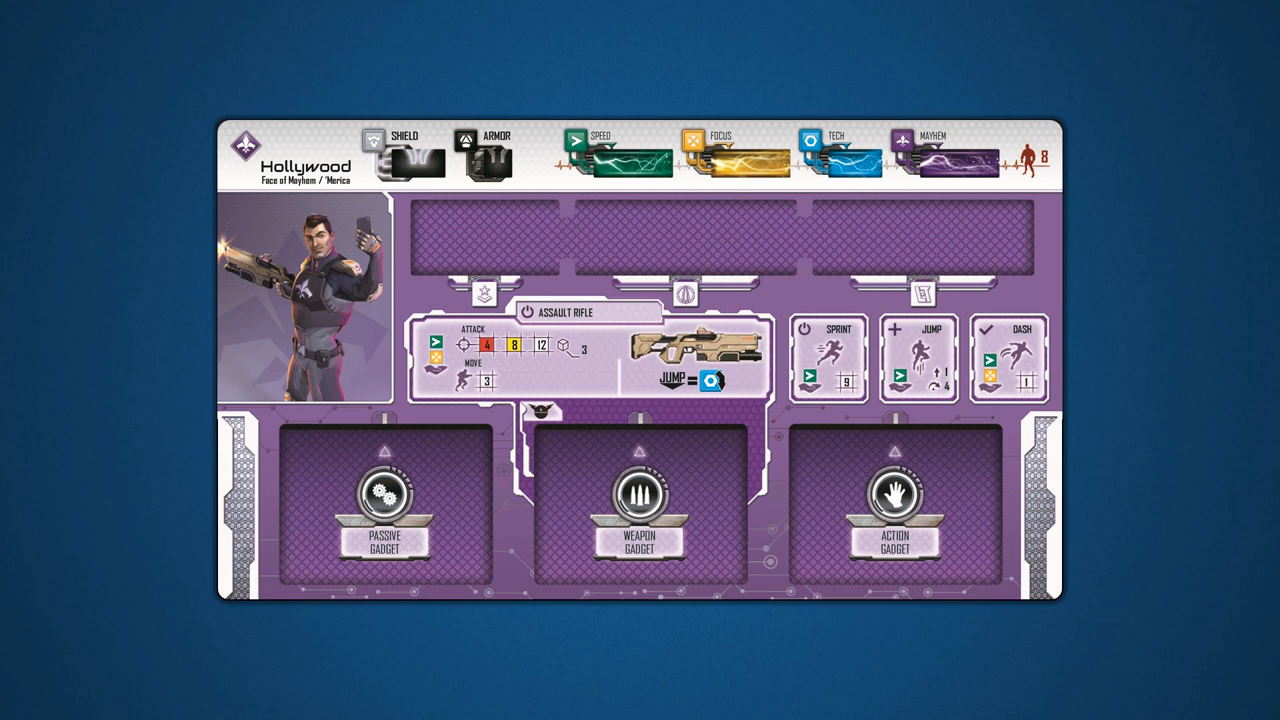 SHIELD
ARMOR
SPEED
FOCUS
TECH
MAYHEM
Hollywood
Face of Mayhem / 'Merica
8
ASSAULT RIFLE
ATTACK
4 8 12 3
MOVE
3
JUMP =
SPRINT
9
JUMP
1
4
DASH
1
PASSIVE
GADGET
WEAPON
GADGET
ACTION
GADGET